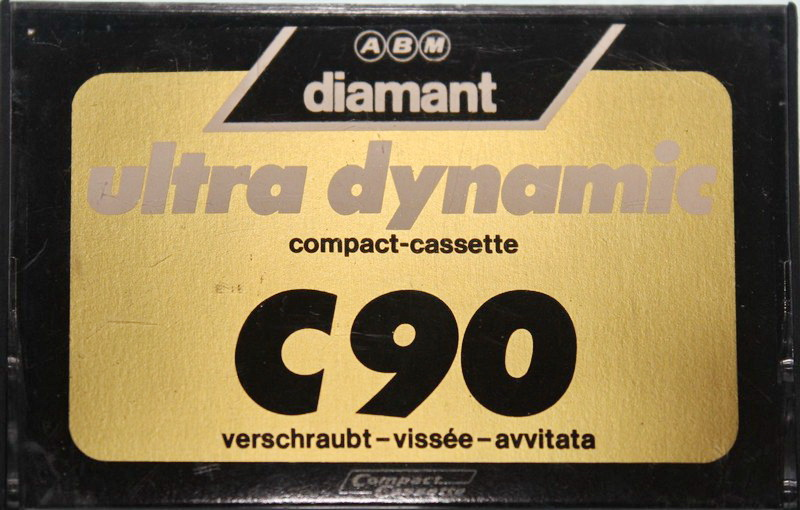 ABM
diamant
ultra dynamic
compact-cassette
C90
verschraubt – vissée – avvitata
Compact
Cassette